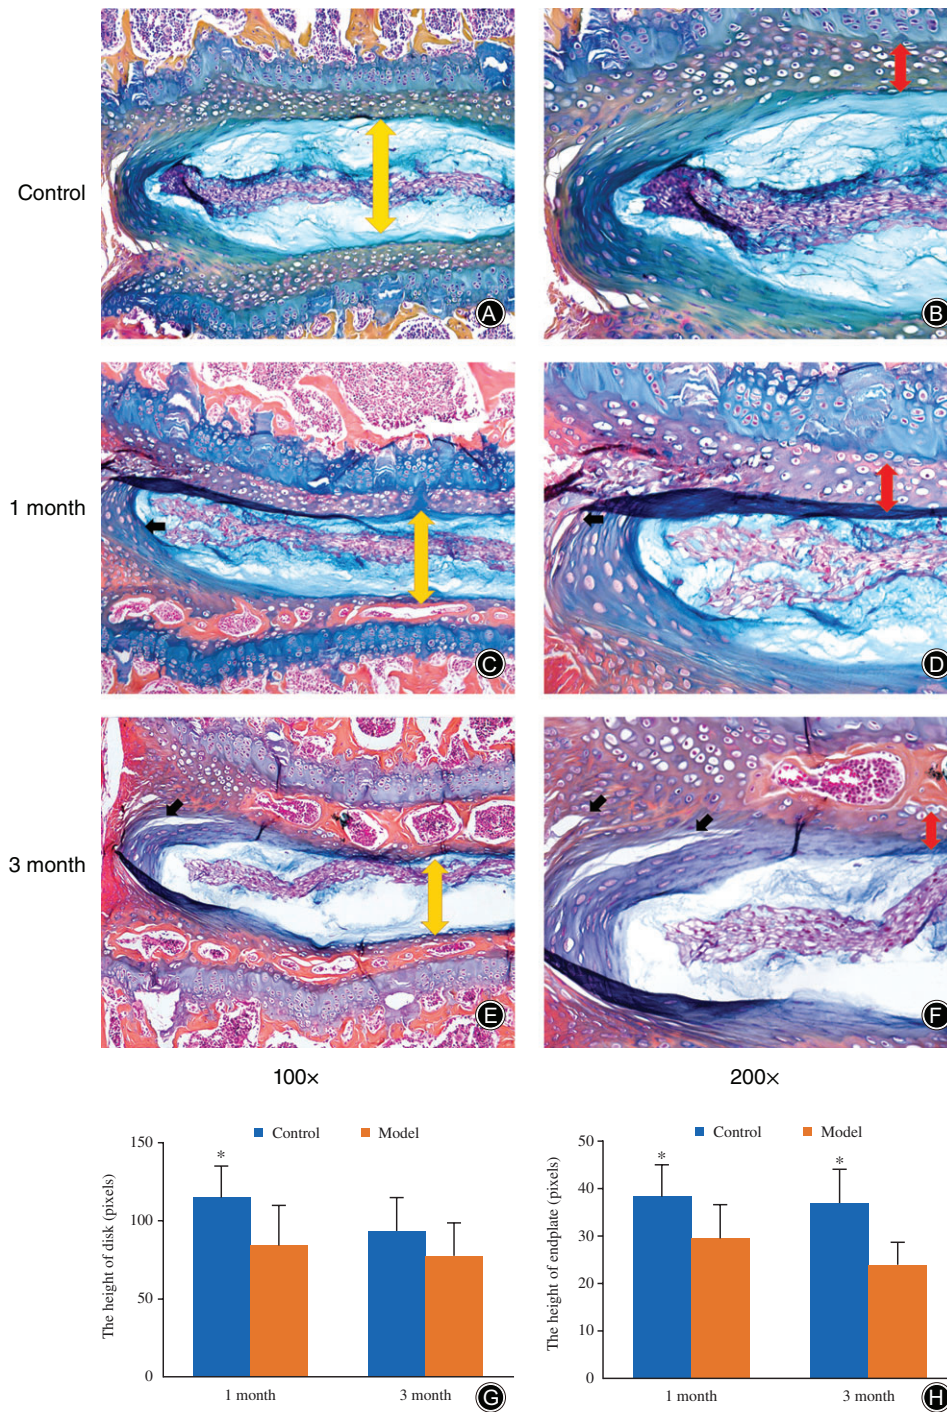 Control
A
B
1 month
C
D
3 month
E
F
100×
200×
Control Model
*
The height of disk (pixels)
150
100
50
0
1 month 3 month
G
Control Model
* *
The height of endplate (pixels)
50
40
30
20
10
0
1 month 3 month
H